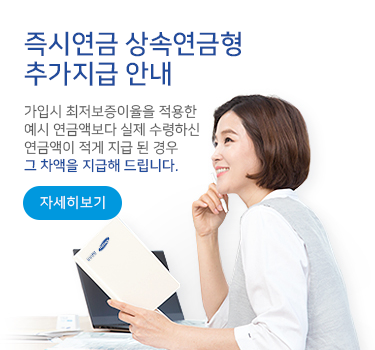 즉시연금 상속연금형
추가지급 안내
가입시 최저보증이율을 적용한
예시 연금액보다 실제 수령하신
연금액이 적게 지급 된 경우
그 차액을 지급해 드립니다.
자세히보기